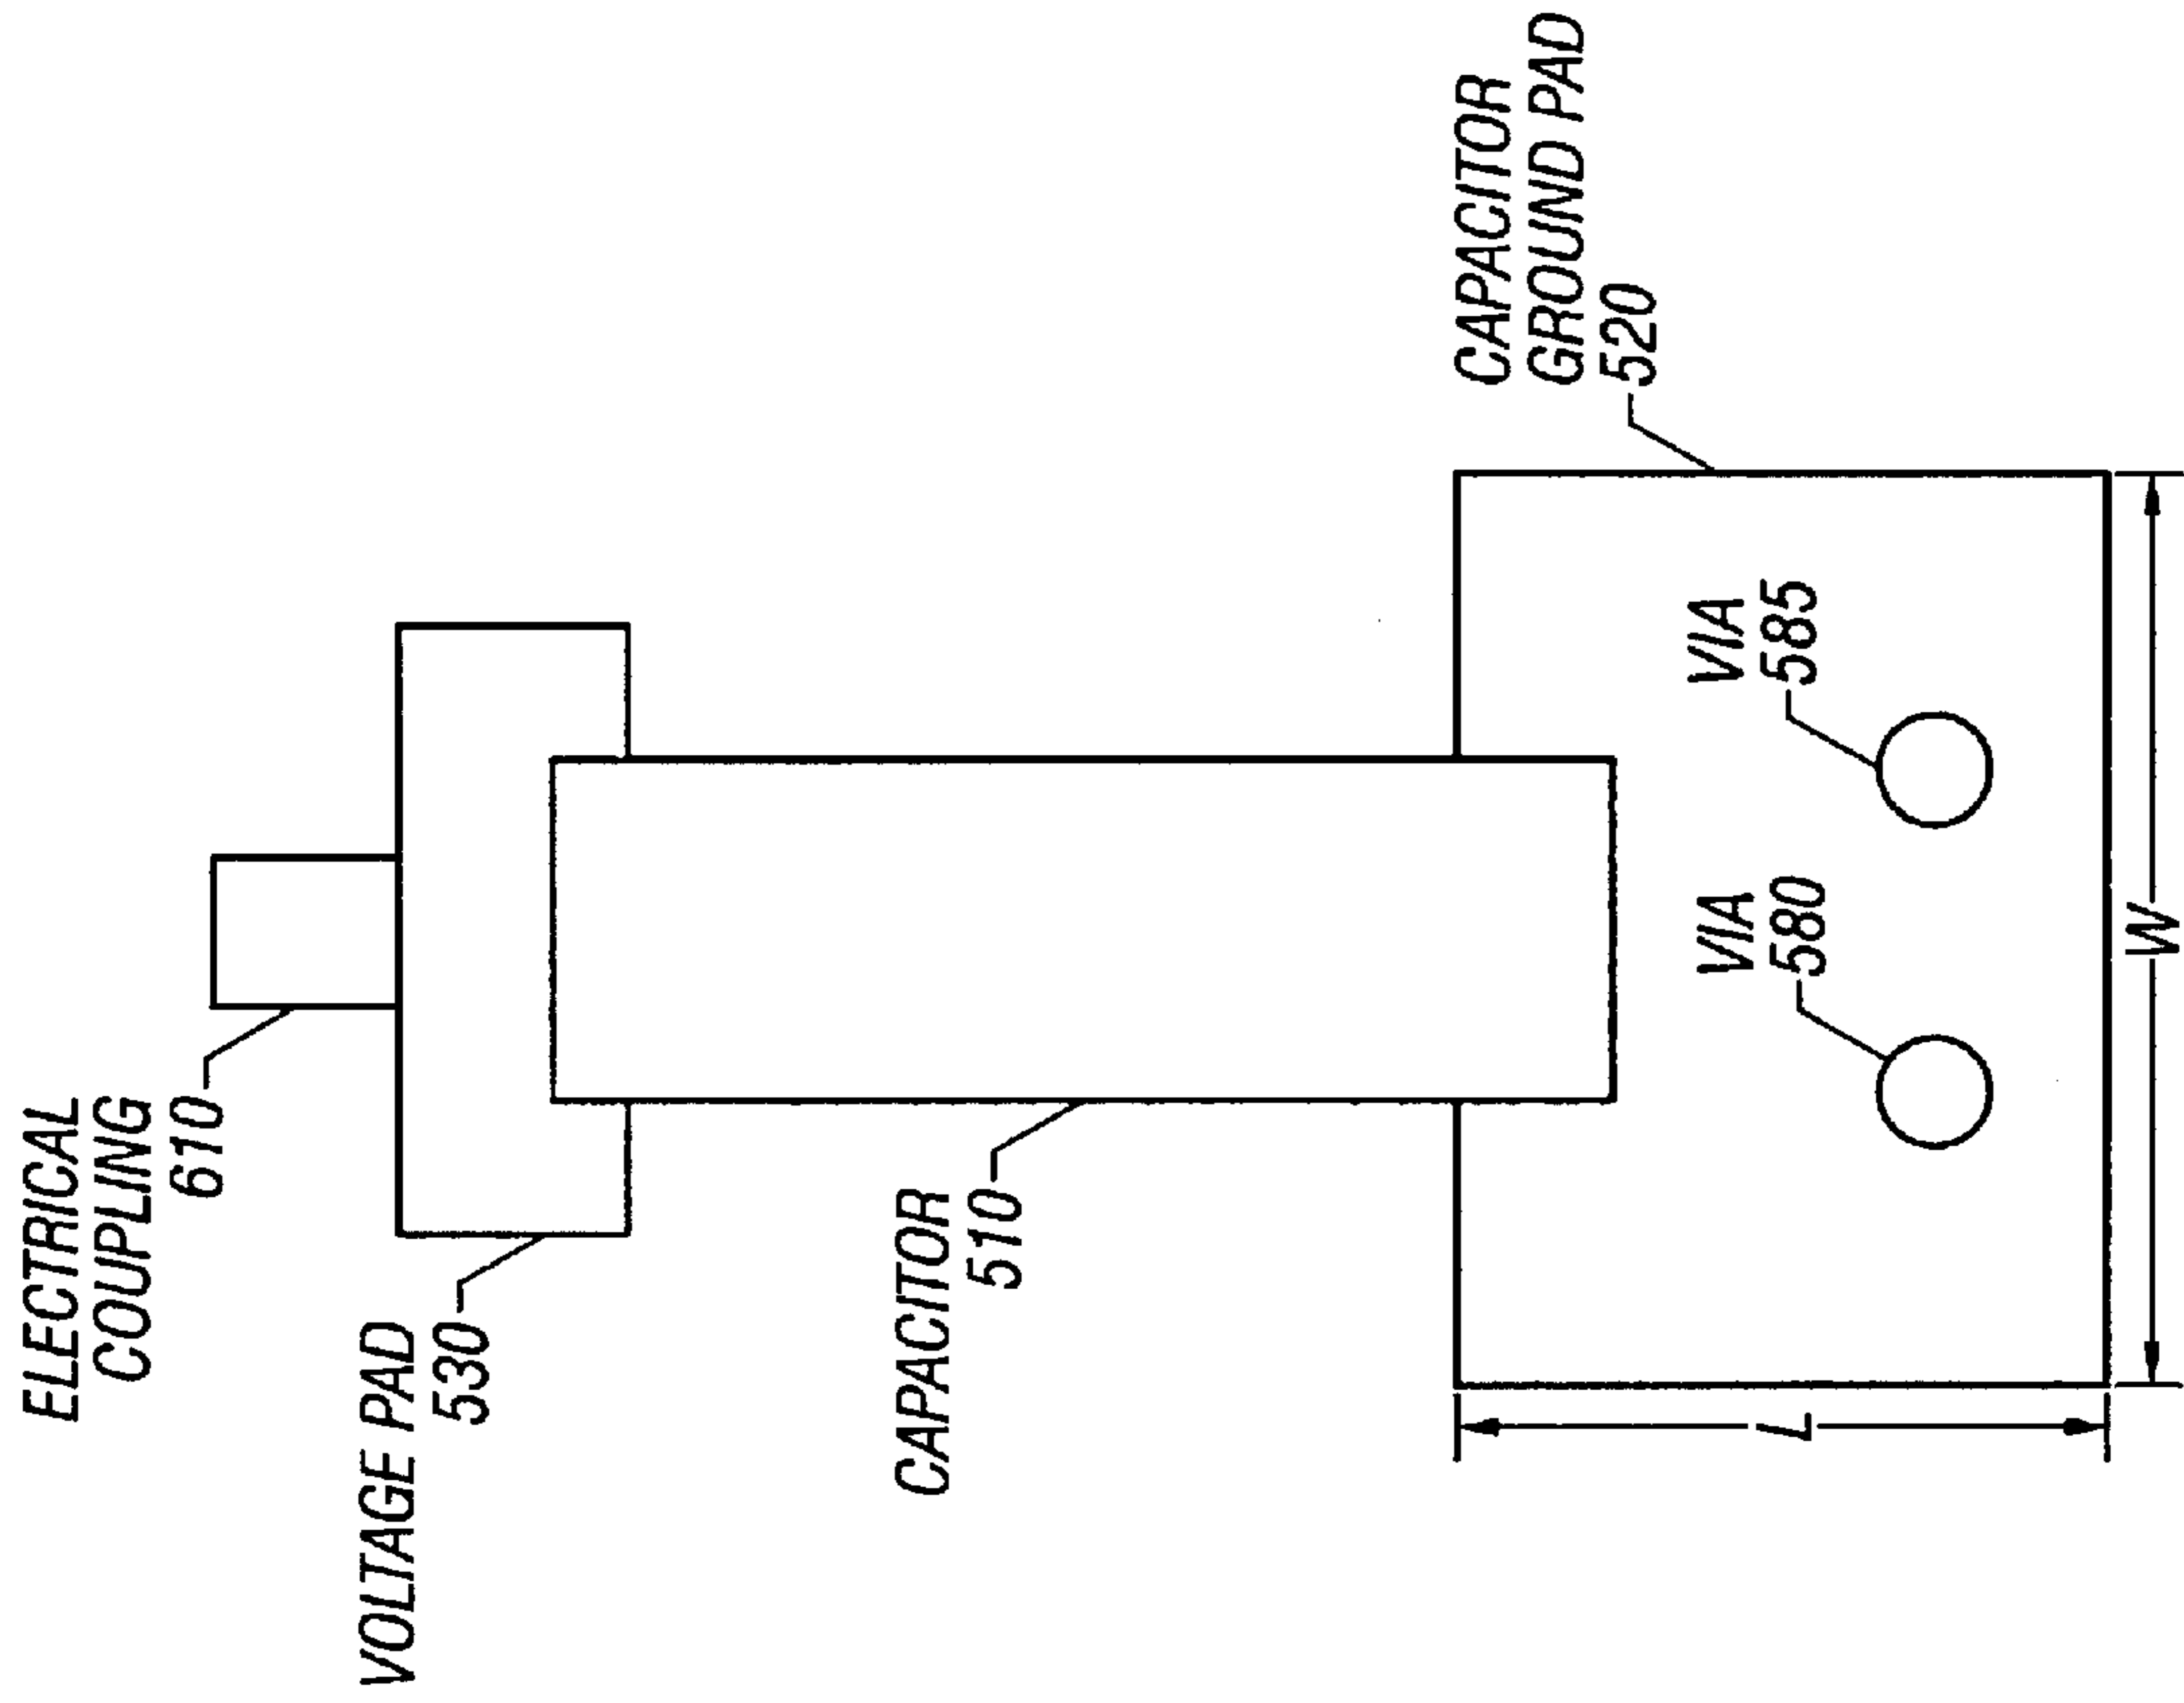 ELECTRICAL
COUPLING
610
VOLTAGE PAD
530
CAPACITOR
510
CAPACITOR
GROUND PAD
520
VIA
580
VIA
585
L
W